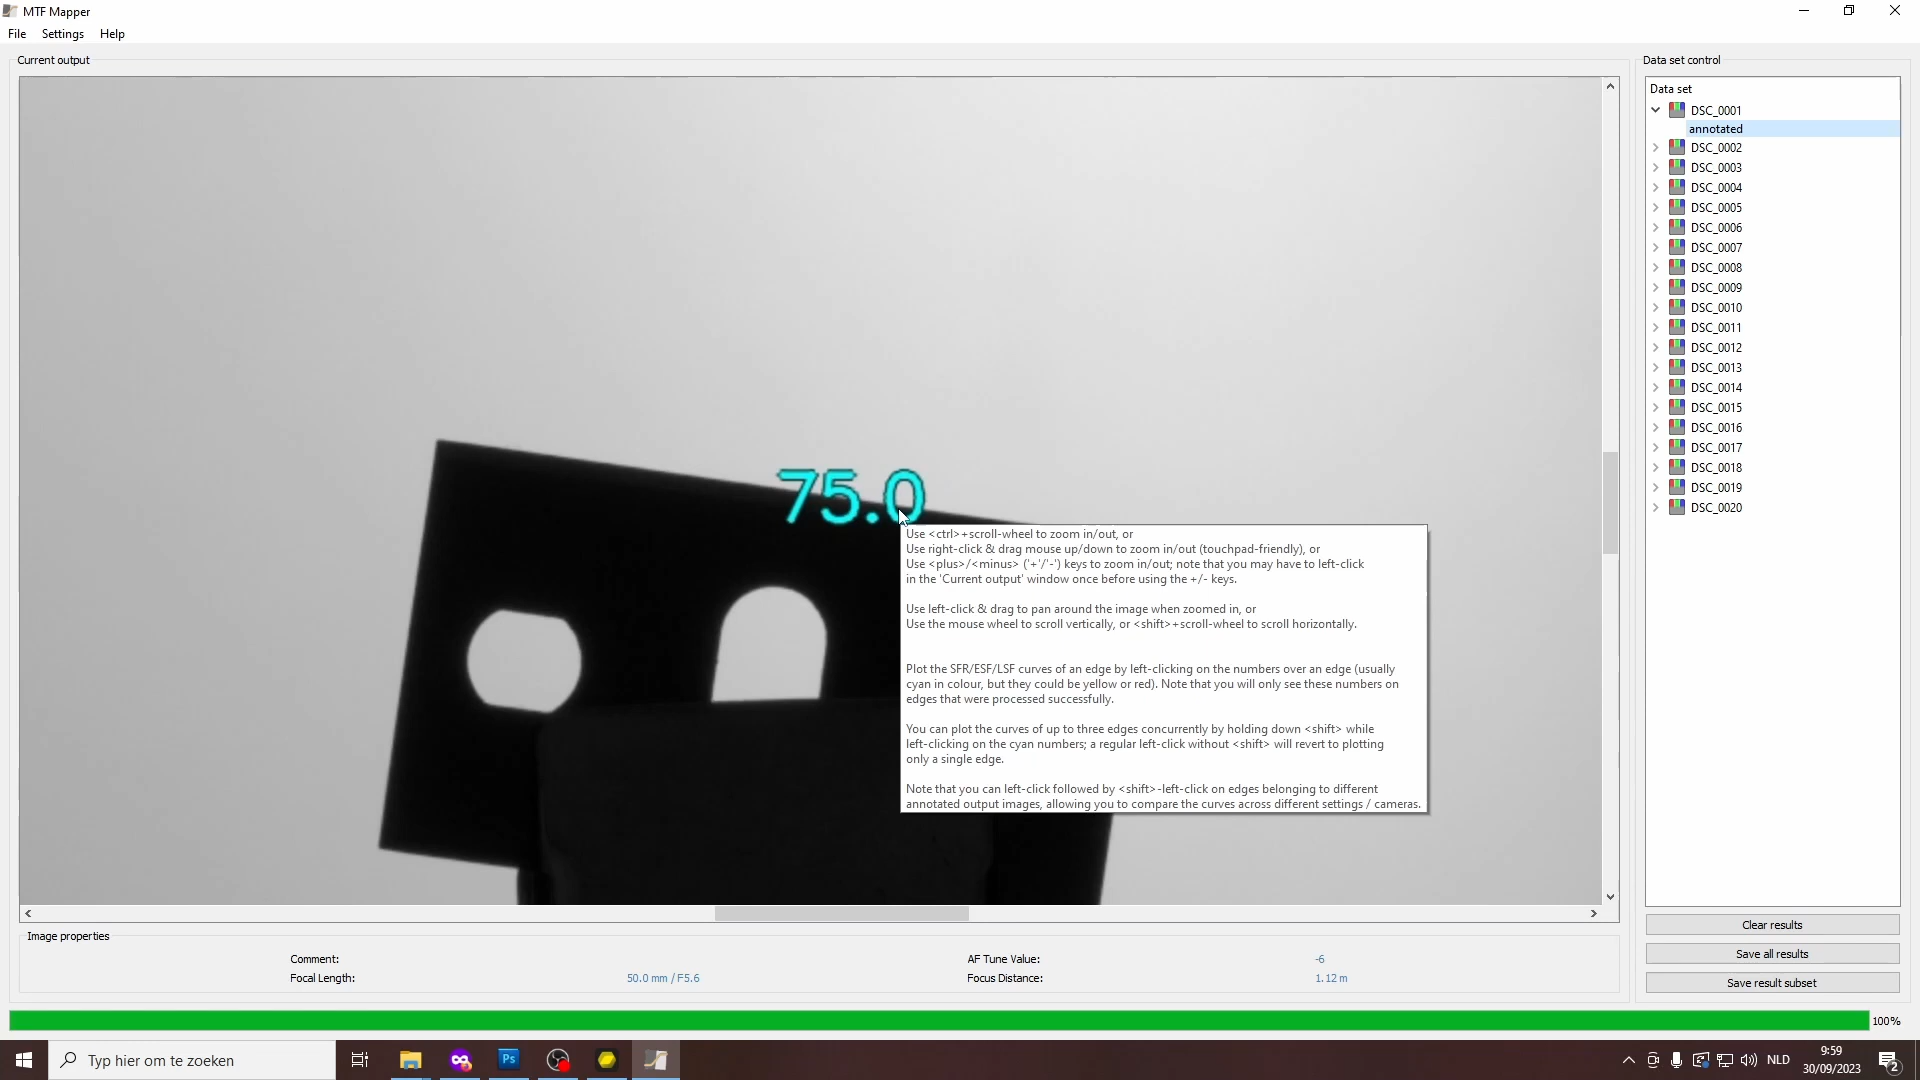 MTF Mapper
File Settings Help
Current output
Data set control
Data set
DSC_0001
annotated
DSC_0002
DSC_0003
DSC_0004
DSC_0005
DSC_0006
DSC_0007
DSC_0008
DSC_0009
DSC_0010
DSC_0011
DSC_0012
DSC_0013
DSC_0014
DSC_0015
DSC_0016
DSC_0017
DSC_0018
DSC_0019
DSC_0020
75.0
Use <ctrl>+scroll-wheel to zoom in/out, or
Use right-click & drag mouse up/down to zoom in/out (touchpad-friendly), or
Use <plus>/<minus> ('+'/'-') keys to zoom in/out; note that you may have to left-click
in the 'Current output' window once before using the +/- keys.
Use left-click & drag to pan around the image when zoomed in, or
Use the mouse wheel to scroll vertically, or <shift>+scroll-wheel to scroll horizontally.
Plot the SFR/ESF/LSF curves of an edge by left-clicking on the numbers over an edge (usually
cyan in colour, but they could be yellow or red). Note that you will only see these numbers on
edges that were processed successfully.
You can plot the curves of up to three edges concurrently by holding down <shift> while
left-clicking on the cyan numbers; a regular left-click without <shift> will revert to plotting
only a single edge.
Note that you can left-click followed by <shift>-left-click on edges belonging to different
annotated output images, allowing you to compare the curves across different settings / cameras.
Clear results
Save all results
Save result subset
Image properties
Comment:
AF Tune Value: -6
Focal Length: 50.0 mm / F5.6
Focus Distance: 1.12 m
100%
Typ hier om te zoeken
Ps
NLD
9:59
30/09/2023
2